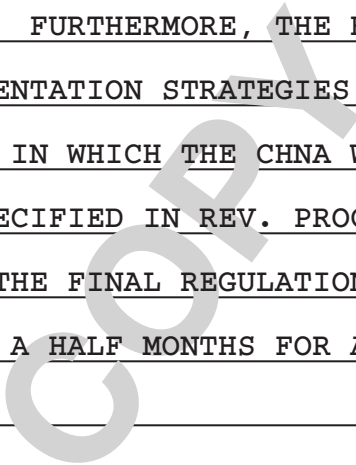 FURTHERMORE, THE
ENTATION STRATEGIES
IN WHICH THE CHNA
ECIFIED IN REV. PROC
THE FINAL REGULATION
A HALF MONTHS FOR
COPY